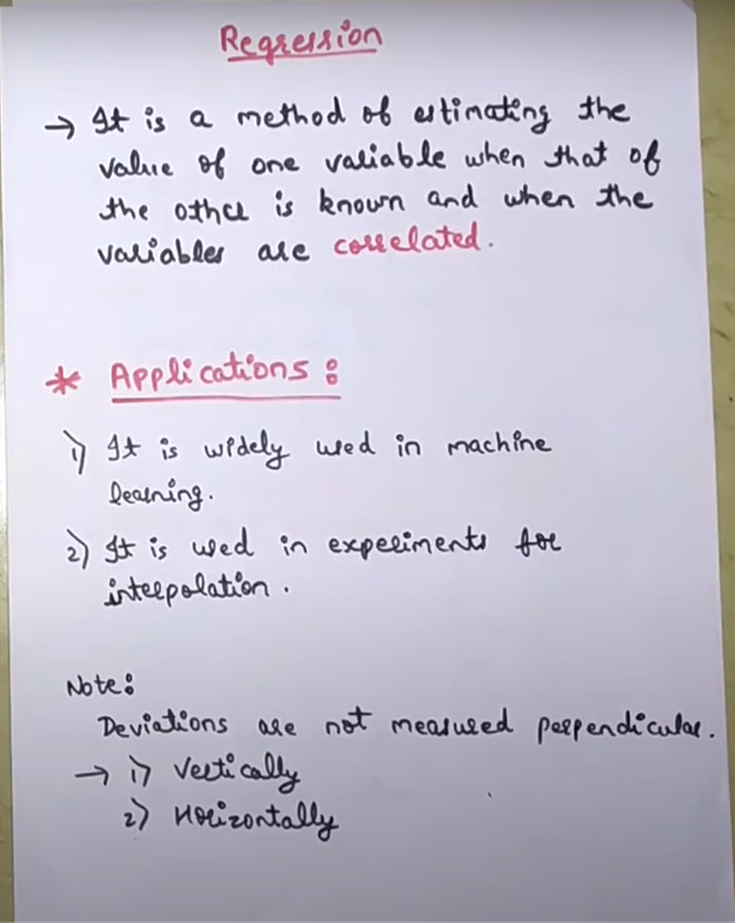 Regression
→ It is a method of estimating the
value of one variable when that of
the other is known and when the
variables are correlated.
* Applications :
1) It is widely used in machine
learning.
2) It is used in experiments for
interpolation.
Note:
Deviations are not measured perpendicular.
→ 1) Vertically
2) Horizontally